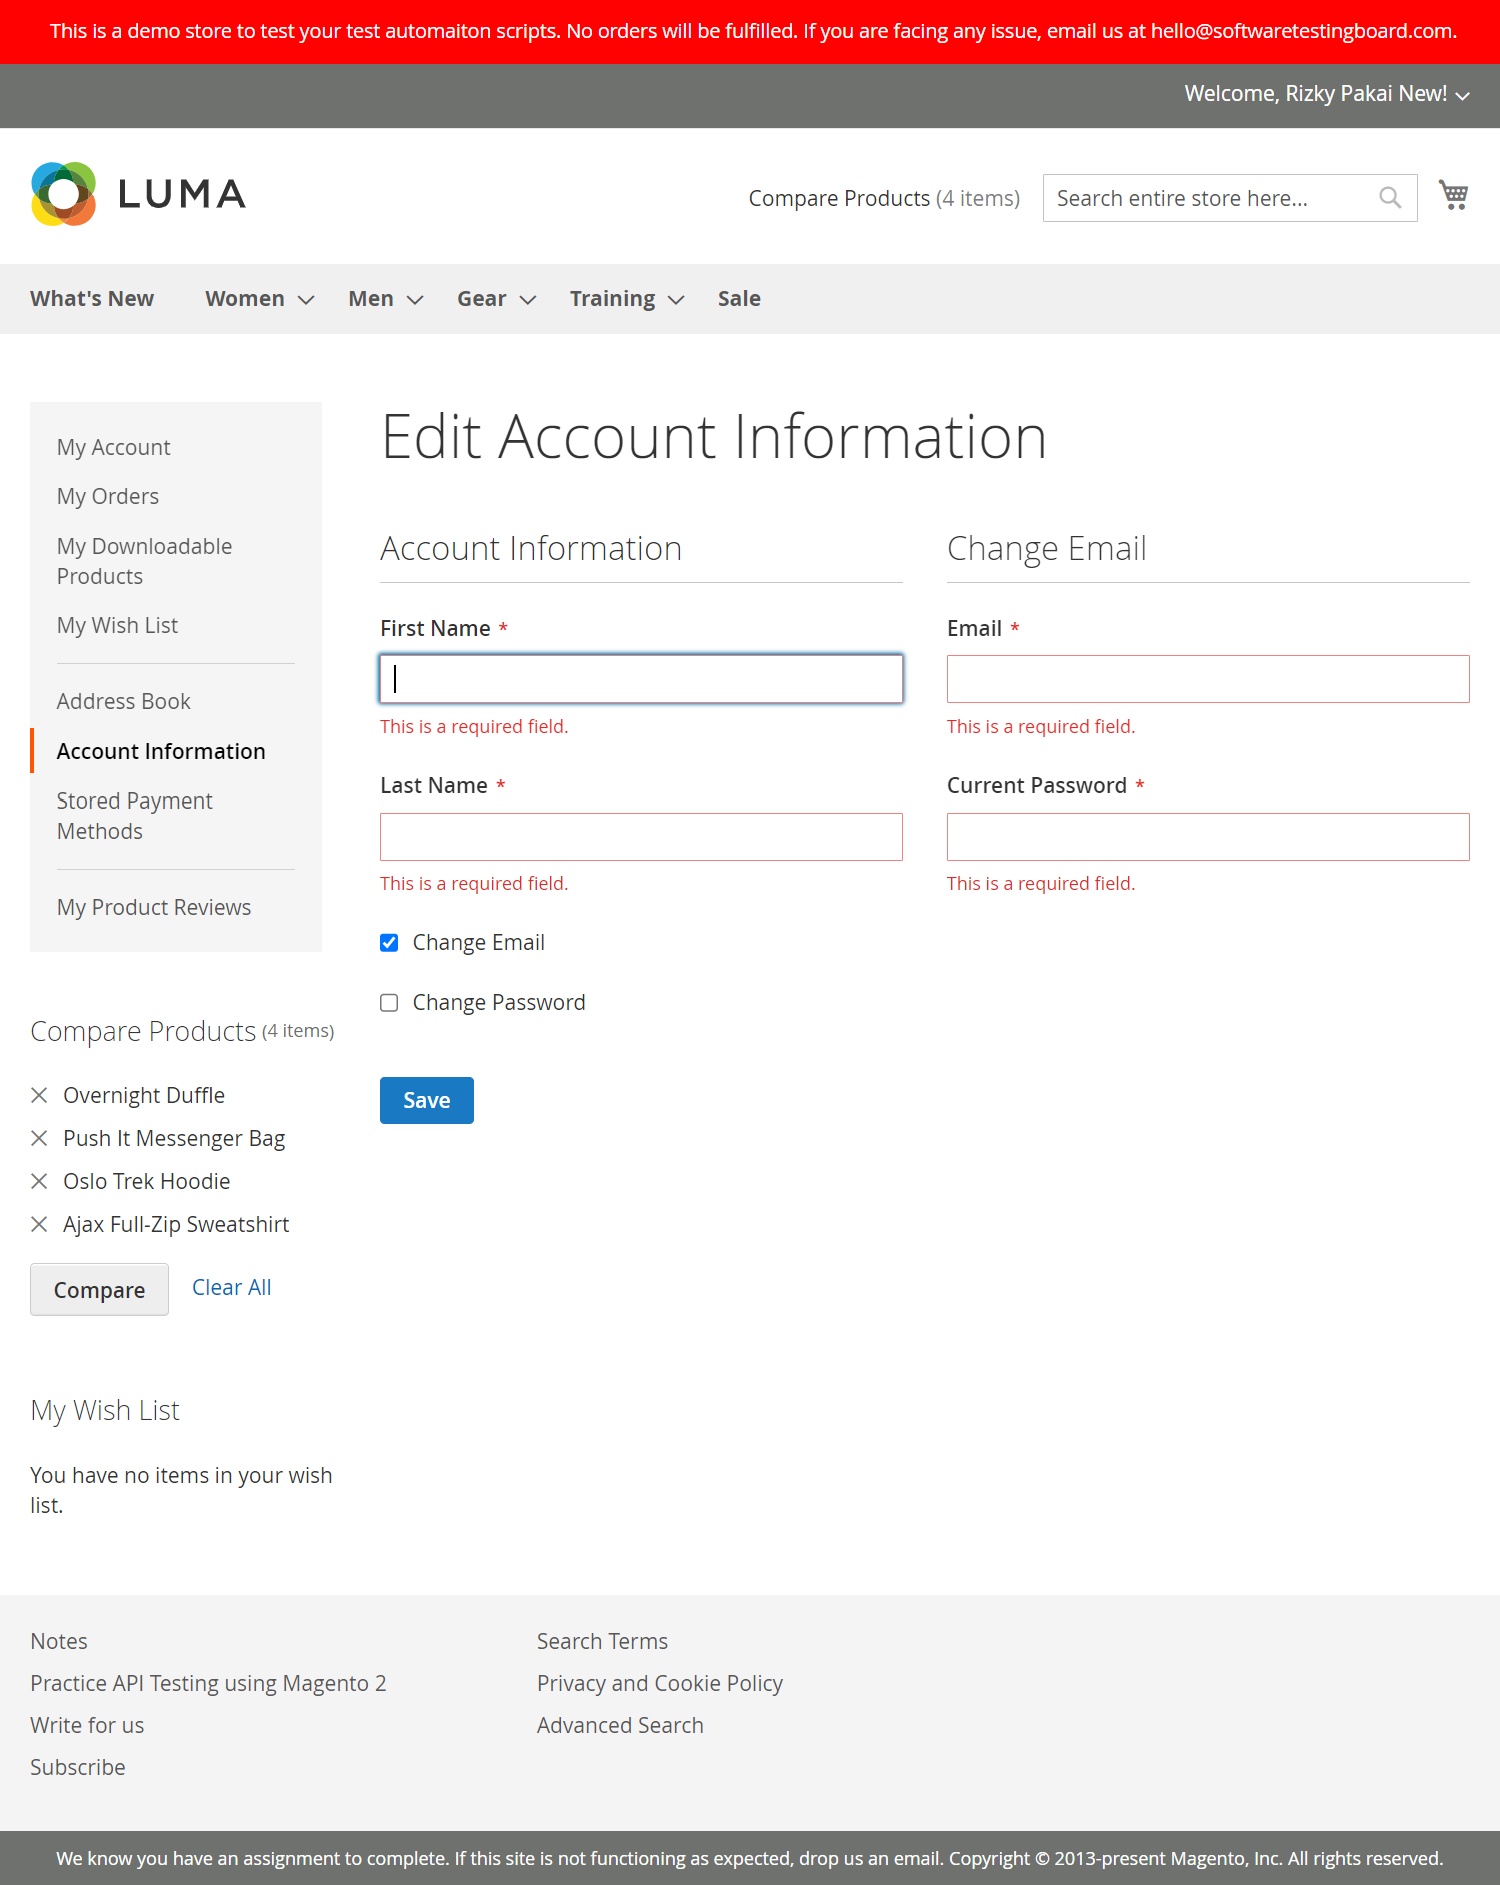 This is a demo store to test your test automaiton scripts. No orders will be fulfilled. If you are facing any issue, email us at hello@softwaretestingboard.com.
Welcome, Rizky Pakai New!
LUMA
Compare Products (4 items)
Search entire store here...
What's New Women Men Gear Training Sale
My Account
My Orders
My Downloadable
Products
My Wish List
Address Book
Account Information
Stored Payment
Methods
My Product Reviews
Compare Products (4 items)
Overnight Duffle
Push It Messenger Bag
Oslo Trek Hoodie
Ajax Full-Zip Sweatshirt
Compare Clear All
My Wish List
You have no items in your wish
list.
Edit Account Information
Account Information
First Name *
This is a required field.
Last Name *
This is a required field.
Change Email
Change Password
Save
Change Email
Email *
This is a required field.
Current Password *
This is a required field.
Notes
Practice API Testing using Magento 2
Write for us
Subscribe
Search Terms
Privacy and Cookie Policy
Advanced Search
We know you have an assignment to complete. If this site is not functioning as expected, drop us an email. Copyright © 2013-present Magento, Inc. All rights reserved.